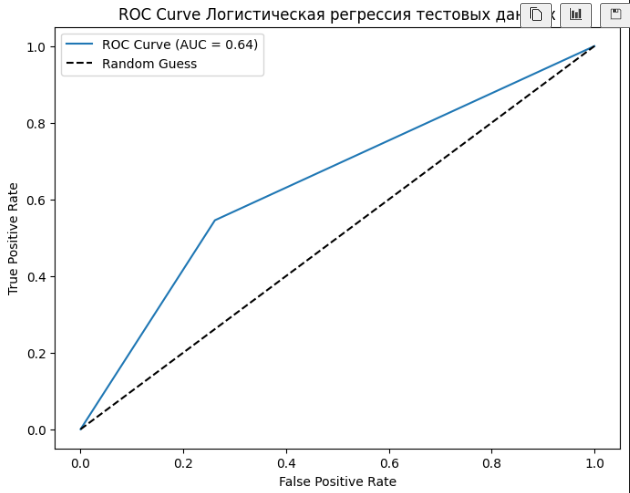 ROC Curve Логистическая регрессия тестовых
ROC Curve (AUC = 0.64)
Random Guess
True Positive Rate
1.0
0.8
0.6
0.4
0.2
0.0
0.0 0.2 0.4 0.6 0.8 1.0
False Positive Rate